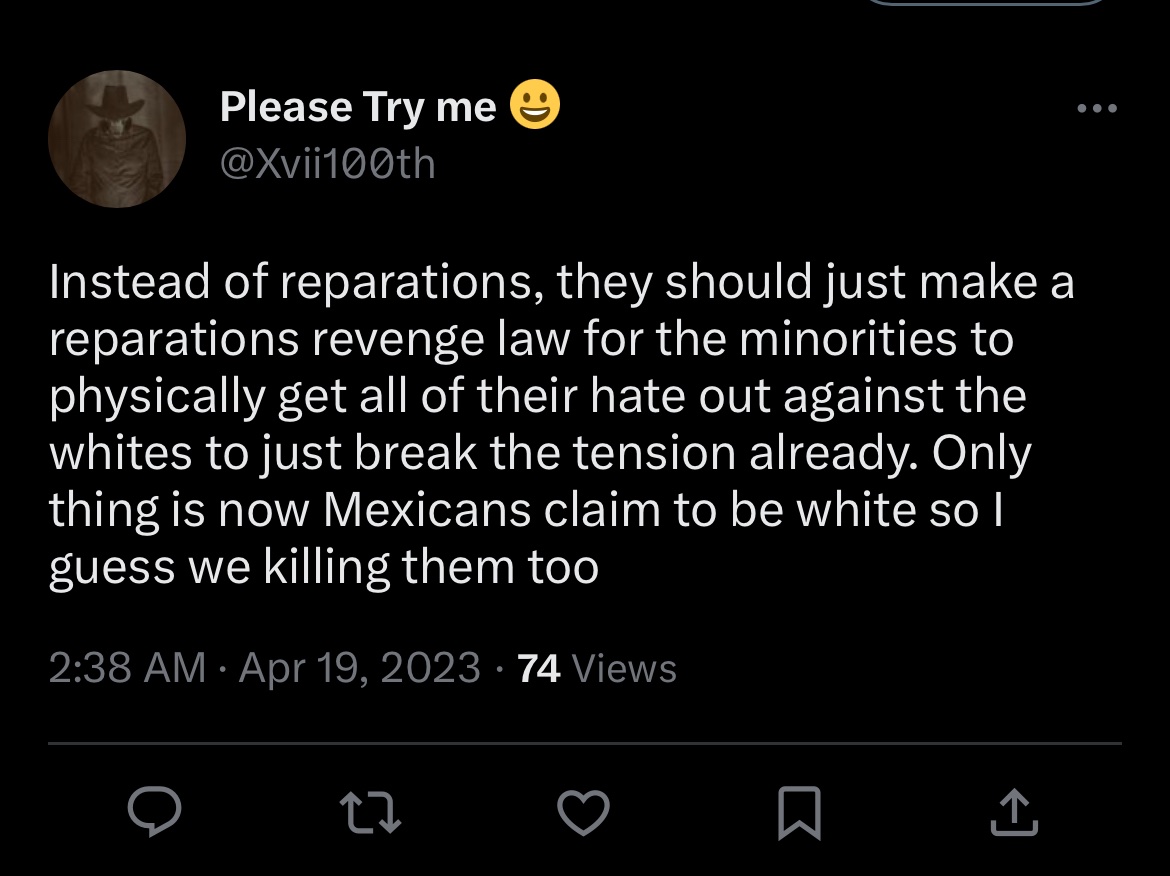 Please Try me 😀
@Xvii100th
Instead of reparations, they should just make a
reparations revenge law for the minorities to
physically get all of their hate out against the
whites to just break the tension already. Only
thing is now Mexicans claim to be white so I
guess we killing them too
2:38 AM · Apr 19, 2023 · 74 Views